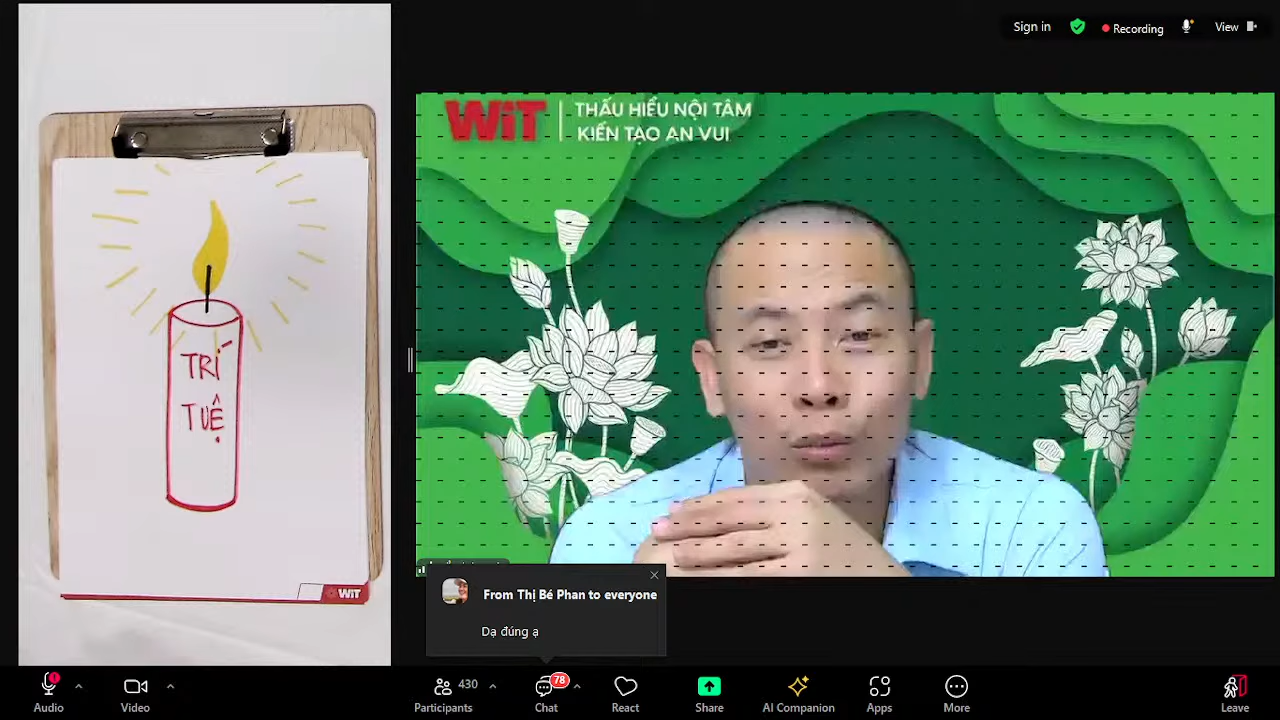 Sign in
Recording
View
WiT
THẤU HIỂU NỘI TÂM
KIẾN TẠO AN VUI
TRÍ
TUỆ
WiT
From Thị Bé Phan to everyone
Dạ đúng ạ
Audio
Video
430
Participants
78
Chat
React
Share
AI Companion
Apps
More
Leave